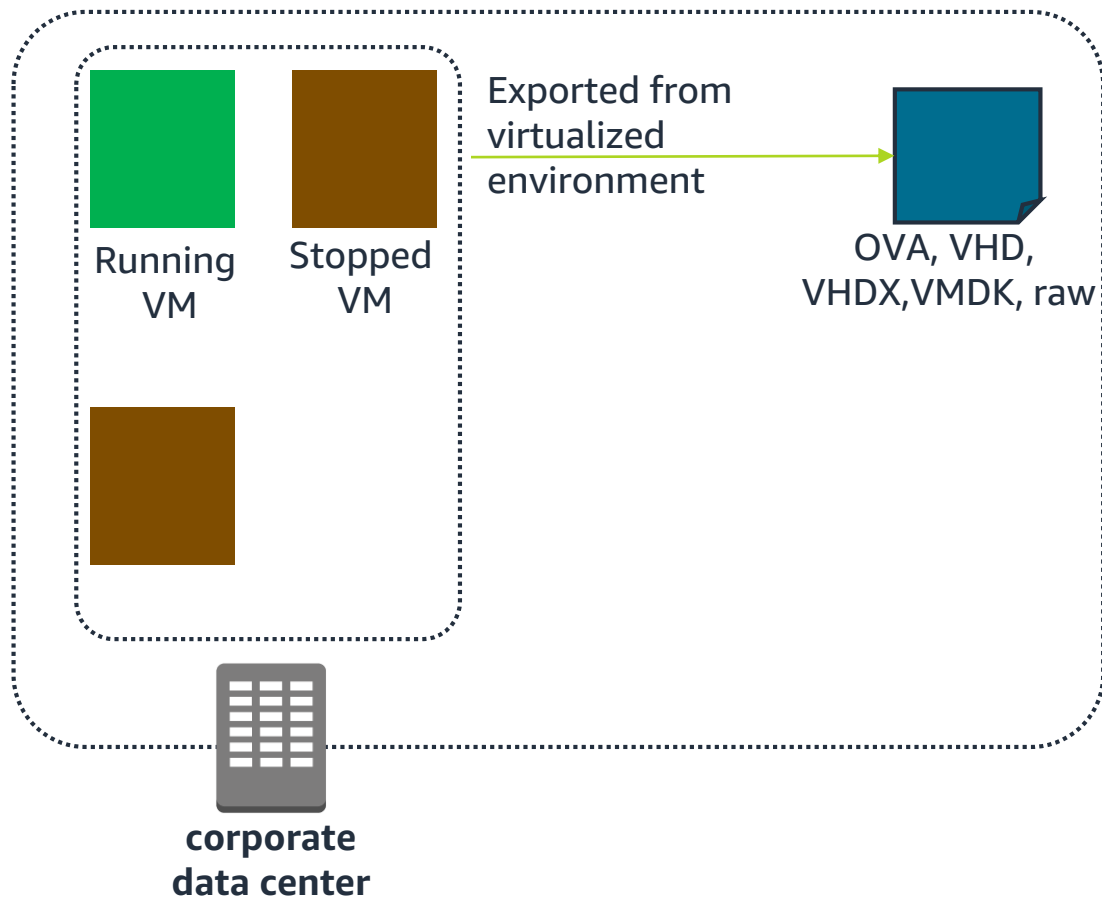 Exported from
virtualized
environment
Running
VM
Stopped
VM
OVA, VHD,
VHDX,VMDK, raw
corporate
data center